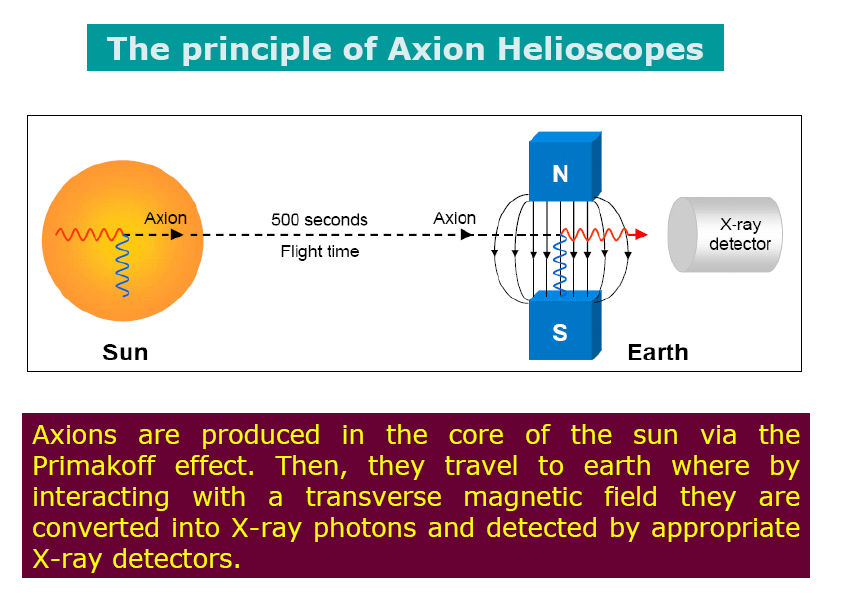 The principle of Axion Helioscopes
Axion
500 seconds
Flight time
Axion
N
S
X-ray
detector
Sun
Earth
Axions are produced in the core of the sun via the
Primakoff effect. Then, they travel to earth where by
interacting with a transverse magnetic field they are
converted into X-ray photons and detected by appropriate
X-ray detectors.